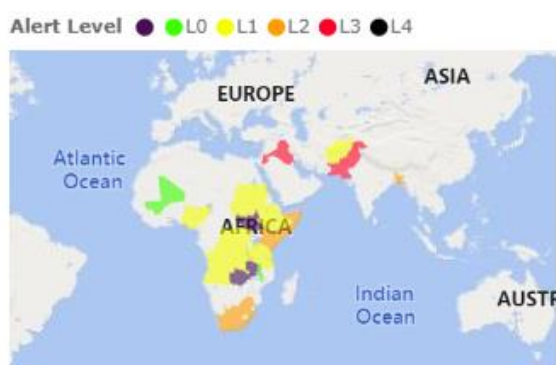 Alert Level L0 L1 L2 L3 L4
ASIA
EUROPE
Atlantic
Ocean
AFRICA
Indian
Ocean
AUSTR